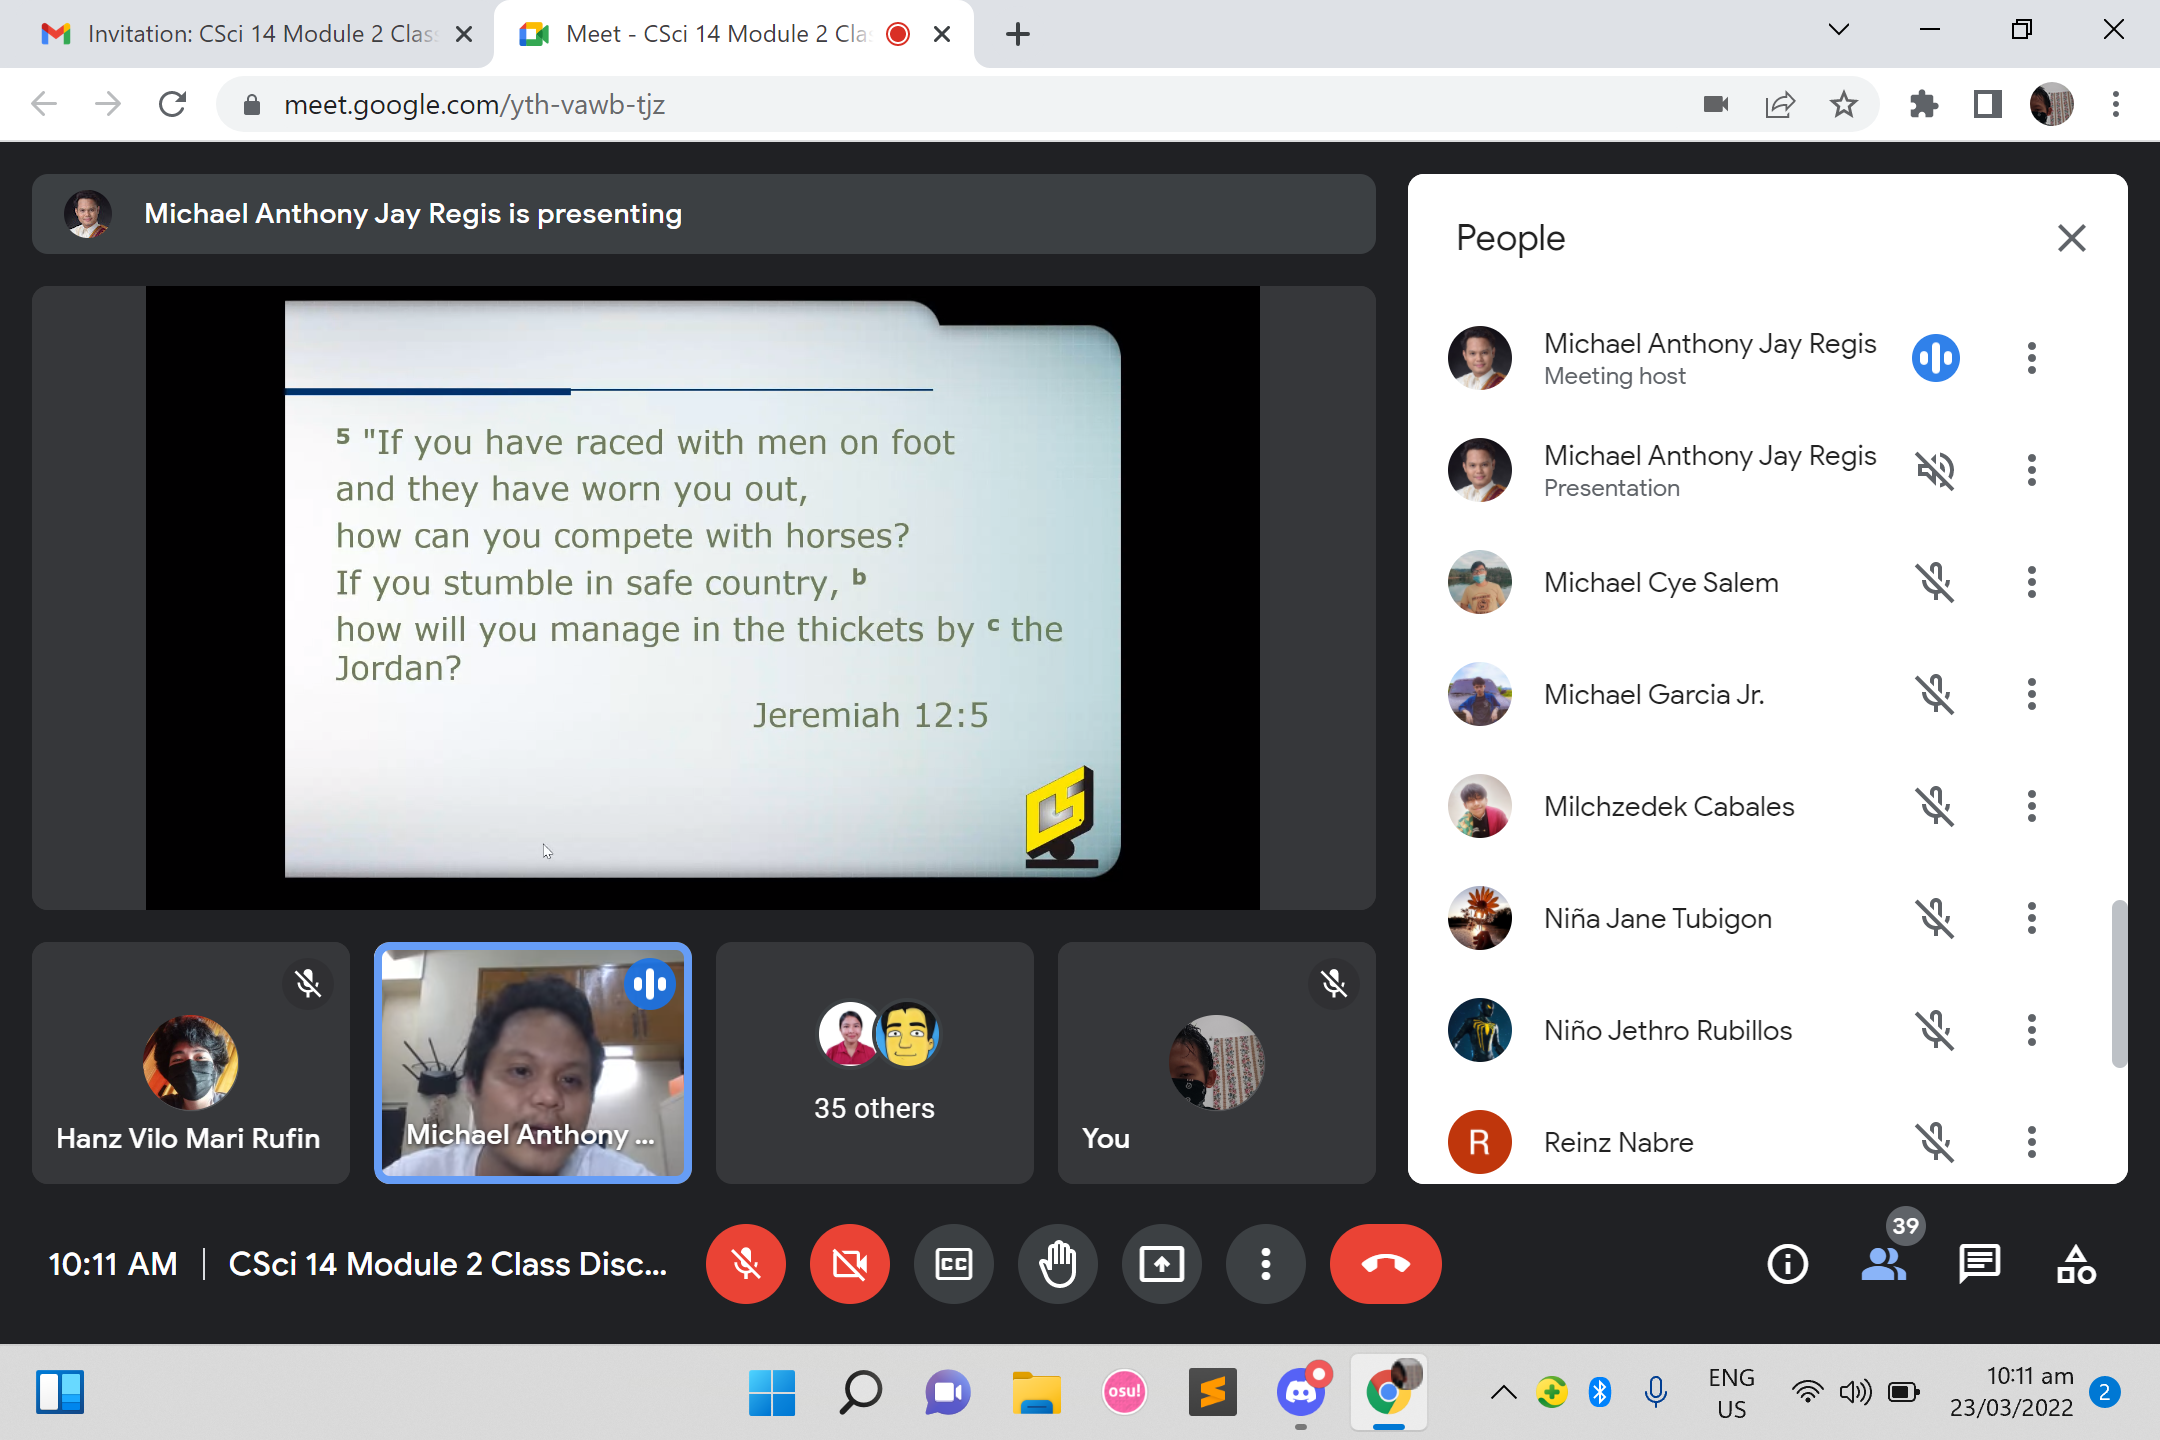 Invitation: CSci 14 Module 2 Clas
Meet - CSci 14 Module 2 Cla
meet.google.com/yth-vawb-tjz
Michael Anthony Jay Regis is presenting
5 "If you have raced with men on foot
and they have worn you out,
how can you compete with horses?
If you stumble in safe country, b
how will you manage in the thickets by c the
Jordan?
Jeremiah 12:5
Hanz Vilo Mari Rufin
Michael Anthony ...
35 others
You
People
Michael Anthony Jay Regis
Meeting host
Michael Anthony Jay Regis
Presentation
Michael Cye Salem
Michael Garcia Jr.
Milchzedek Cabales
Niña Jane Tubigon
Niño Jethro Rubillos
R
Reinz Nabre
10:11 AM
CSci 14 Module 2 Class Disc...
CC
39
osu!
ENG
US
10:11 am
23/03/2022
2